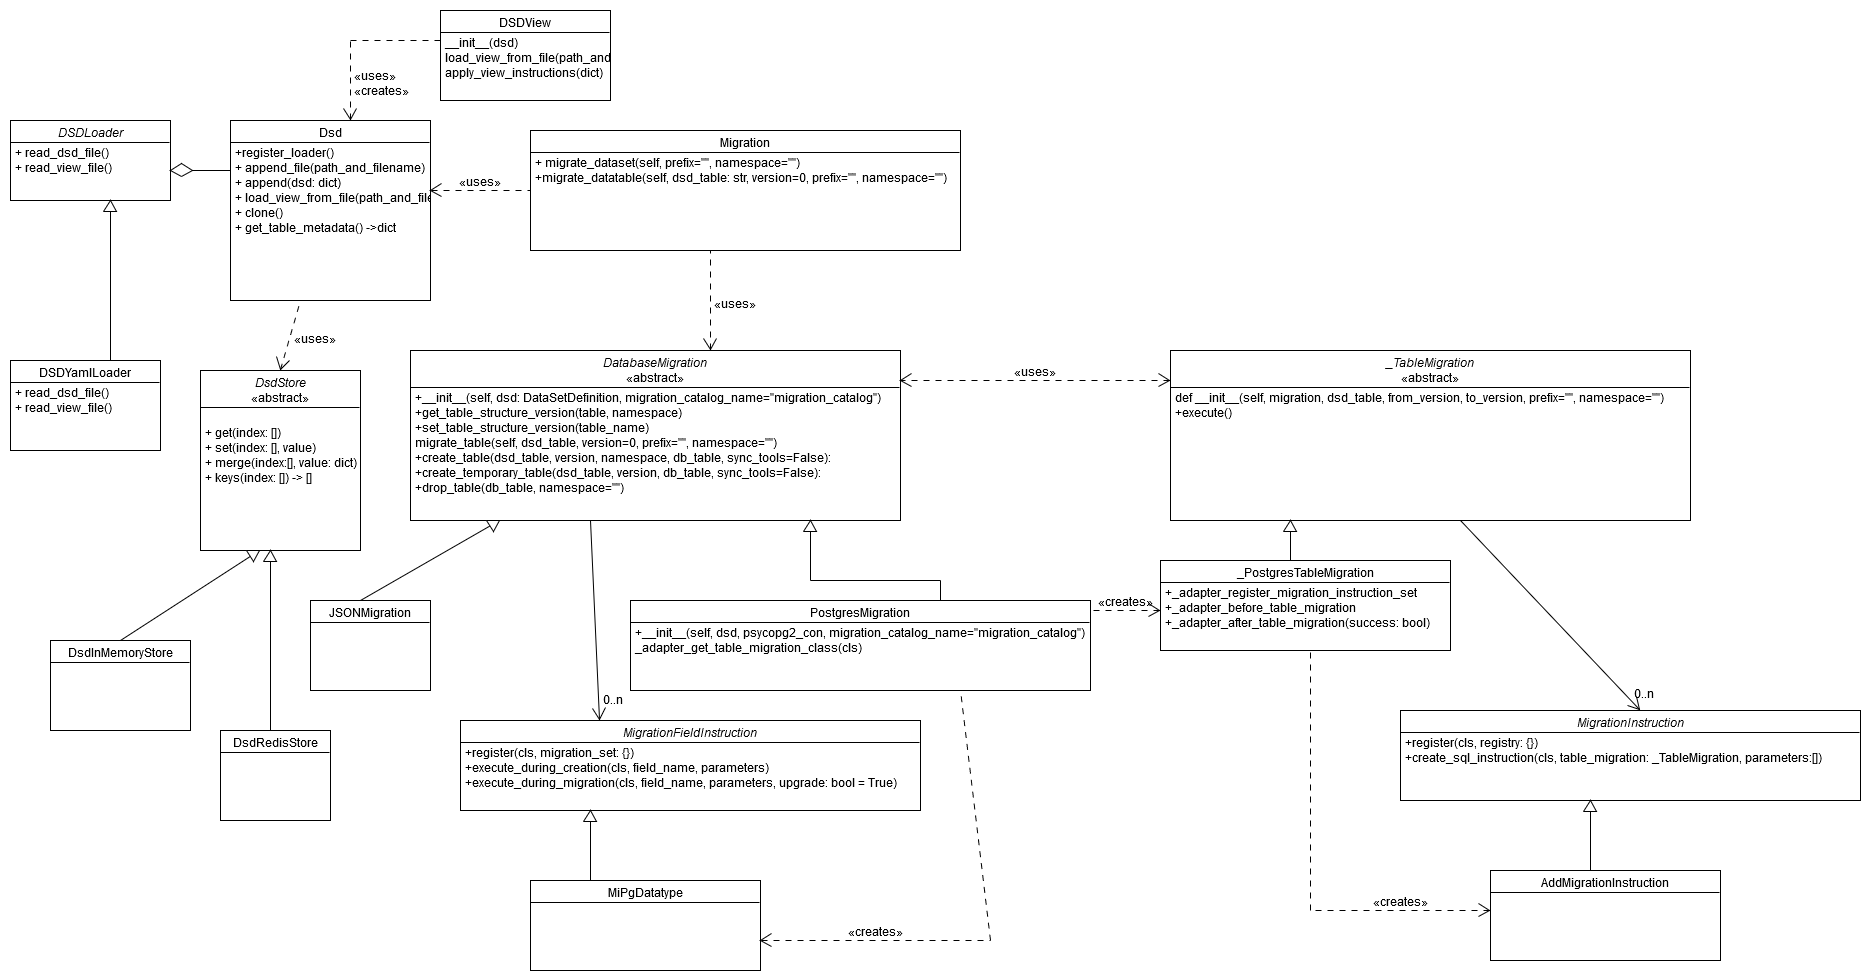 DSDView
__init__(dsd)
load_view_from_file(path_and
apply_view_instructions(dict)
«uses»
«creates»
DSDLoader
+ read_dsd_file()
+ read_view_file()
Dsd
+register_loader()
+ append_file(path_and_filename)
+ append(dsd: dict)
+ load_view_from_file(path_and_file
+ clone()
+ get_table_metadata() ->dict
«uses»
Migration
+ migrate_dataset(self, prefix="", namespace="")
+migrate_datatable(self, dsd_table: str, version=0, prefix="", namespace="")
«uses»
«uses»
DSDYamlLoader
+ read_dsd_file()
+ read_view_file()
DsdStore
«abstract»
+ get(index: [])
+ set(index: [], value)
+ merge(index:[], value: dict)
+ keys(index: []) -> []
DatabaseMigration
«abstract»
+__init__(self, dsd: DataSetDefinition, migration_catalog_name="migration_catalog")
+get_table_structure_version(table, namespace)
+set_table_structure_version(table_name)
migrate_table(self, dsd_table, version=0, prefix="", namespace="")
+create_table(dsd_table, version, namespace, db_table, sync_tools=False):
+create_temporary_table(dsd_table, version, db_table, sync_tools=False):
+drop_table(db_table, namespace="")
«uses»
_TableMigration
«abstract»
def __init__(self, migration, dsd_table, from_version, to_version, prefix="", namespace="")
+execute()
DsdInMemoryStore
DsdRedisStore
JSONMigration
PostgresMigration
+__init__(self, dsd, psycopg2_con, migration_catalog_name="migration_catalog")
_adapter_get_table_migration_class(cls)
«creates»
_PostgresTableMigration
+_adapter_register_migration_instruction_set
+_adapter_before_table_migration
+_adapter_after_table_migration(success: bool)
0..n
0..n
MigrationFieldInstruction
+register(cls, migration_set: {})
+execute_during_creation(cls, field_name, parameters)
+execute_during_migration(cls, field_name, parameters, upgrade: bool = True)
MigrationInstruction
+register(cls, registry: {})
+create_sql_instruction(cls, table_migration: _TableMigration, parameters:[])
MiPgDatatype
«creates»
«creates»
AddMigrationInstruction